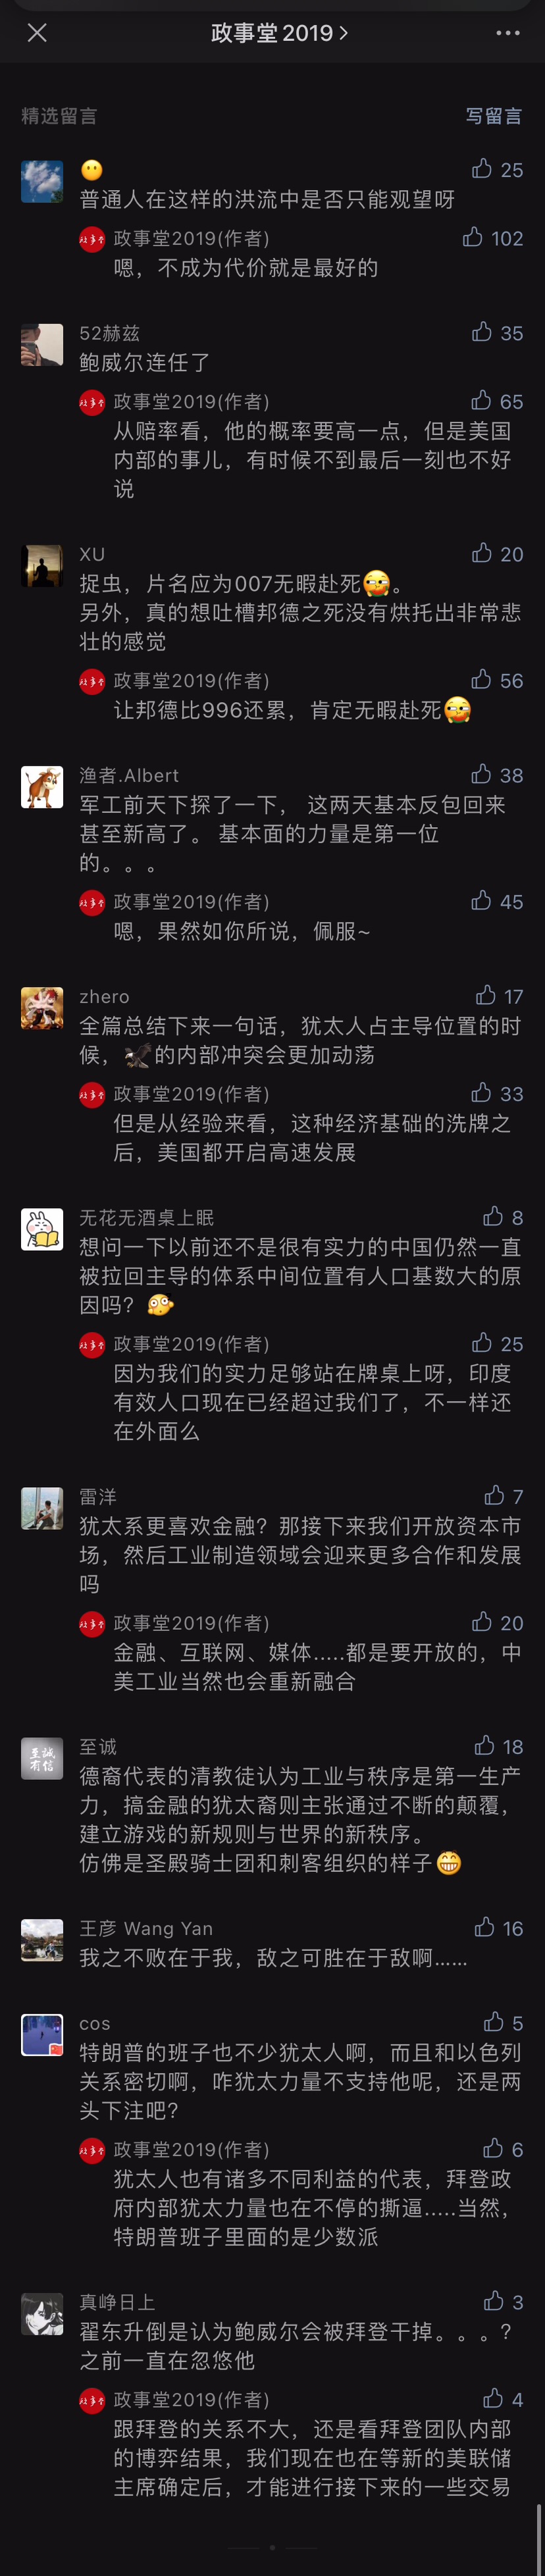 政事堂2019
精选留言
写留言
25
普通人在这样的洪流中是否只能观望呀
政事堂2019(作者)
102
嗯，不成为代价就是最好的
52赫兹
35
鲍威尔连任了
政事堂2019(作者)
65
从赔率看，他的概率要高一点，但是美国
内部的事儿，有时候不到最后一刻也不好
说
XU
20
捉虫，片名应为007无暇赴死。
另外，真的想吐槽邦德之死没有烘托出非常悲
壮的感觉
政事堂2019(作者)
56
让邦德比996还累，肯定无暇赴死
渔者.Albert
38
军工前天下探了一下， 这两天基本反包回来
甚至新高了。 基本面的力量是第一位
的。。。
政事堂2019(作者)
45
嗯，果然如你所说，佩服~
zhero
17
全篇总结下来一句话，犹太人占主导位置的时
候，🦅的内部冲突会更加动荡
政事堂2019(作者)
33
但是从经验来看，这种经济基础的洗牌之
后，美国都开启高速发展
无花无酒桌上眠
8
想问一下以前还不是很有实力的中国仍然一直
被拉回主导的体系中间位置有人口基数大的原
因吗？
政事堂2019(作者)
25
因为我们的实力足够站在牌桌上呀，印度
有效人口现在已经超过我们了，不一样还
在外面么
雷洋
7
犹太系更喜欢金融？那接下来我们开放资本市
场，然后工业制造领域会迎来更多合作和发展
吗
政事堂2019(作者)
20
金融、互联网、媒体.....都是要开放的，中
美工业当然也会重新融合
至诚有信
至诚
18
德裔代表的清教徒认为工业与秩序是第一生产
力，搞金融的犹太裔则主张通过不断的颠覆，
建立游戏的新规则与世界的新秩序。
仿佛是圣殿骑士团和刺客组织的样子😁
王彦 Wang Yan
16
我之不败在于我，敌之可胜在于敌啊……
cos
5
特朗普的班子也不少犹太人啊，而且和以色列
关系密切啊，咋犹太力量不支持他呢，还是两
头下注吧？
政事堂2019(作者)
6
犹太人也有诸多不同利益的代表，拜登政
府内部犹太力量也在不停的撕逼.....当然，
特朗普班子里面的是少数派
真峥日上
3
翟东升倒是认为鲍威尔会被拜登干掉。。。？
之前一直在忽悠他
政事堂2019(作者)
4
跟拜登的关系不大，还是看拜登团队内部
的博弈结果，我们现在也在等新的美联储
主席确定后，才能进行接下来的一些交易